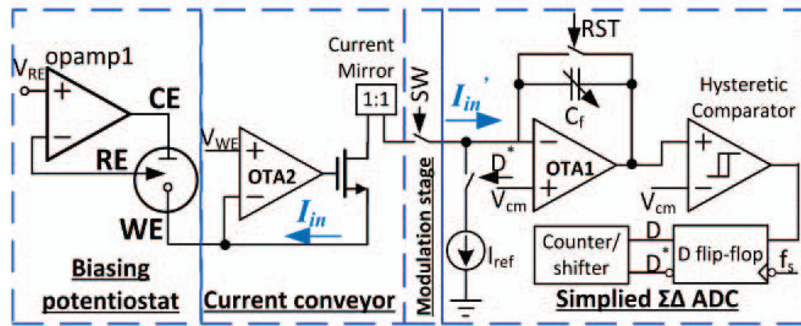 opamp1
V_RE
+
−
CE
RE
WE
Biasing
potentiostat
Current
Mirror
1:1
V_WE
+
−
OTA2
I_in
Current conveyor
SW
Modulation stage
I_in'
RST
C_f
D*
−
+
OTA1
V_cm
I_ref
Hysteretic
Comparator
+
−
V_cm
Counter/
shifter
D
D*
D flip-flop
f_s
Simplied ΣΔ ADC